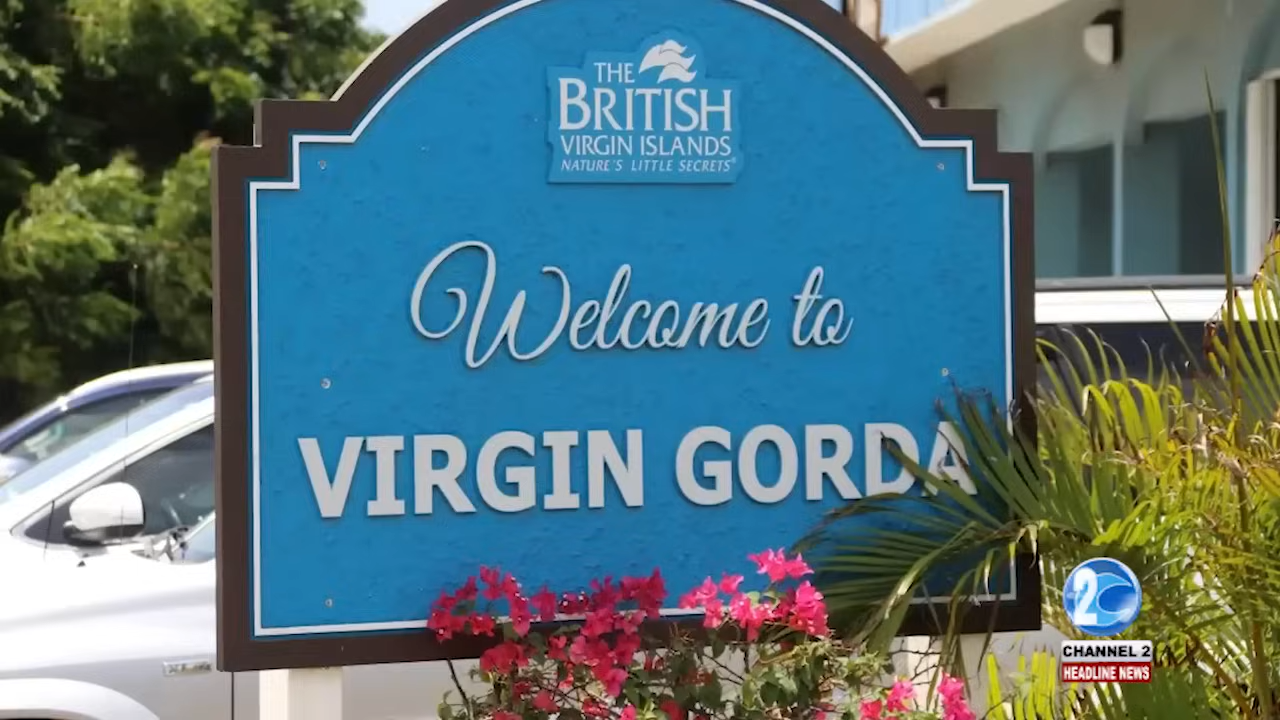 THE
BRITISH
VIRGIN ISLANDS
NATURE'S LITTLE SECRETS®
Welcome to
VIRGIN GORDA
2
CHANNEL 2
HEADLINE NEWS